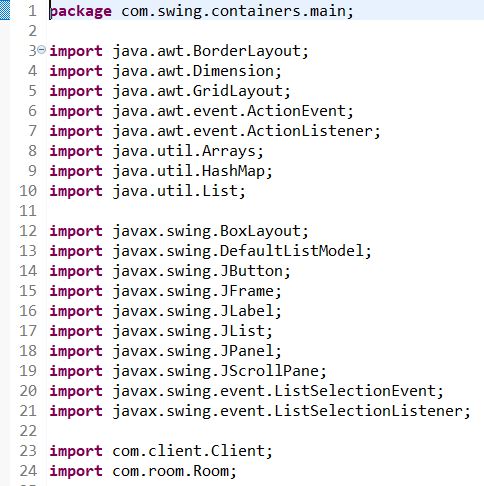 1 package com.swing.containers.main;
2
3 import java.awt.BorderLayout;
4 import java.awt.Dimension;
5 import java.awt.GridLayout;
6 import java.awt.event.ActionEvent;
7 import java.awt.event.ActionListener;
8 import java.util.Arrays;
9 import java.util.HashMap;
10 import java.util.List;
11
12 import javax.swing.BoxLayout;
13 import javax.swing.DefaultListModel;
14 import javax.swing.JButton;
15 import javax.swing.JFrame;
16 import javax.swing.JLabel;
17 import javax.swing.JList;
18 import javax.swing.JPanel;
19 import javax.swing.JScrollPane;
20 import javax.swing.event.ListSelectionEvent;
21 import javax.swing.event.ListSelectionListener;
22
23 import com.client.Client;
24 import com.room.Room;